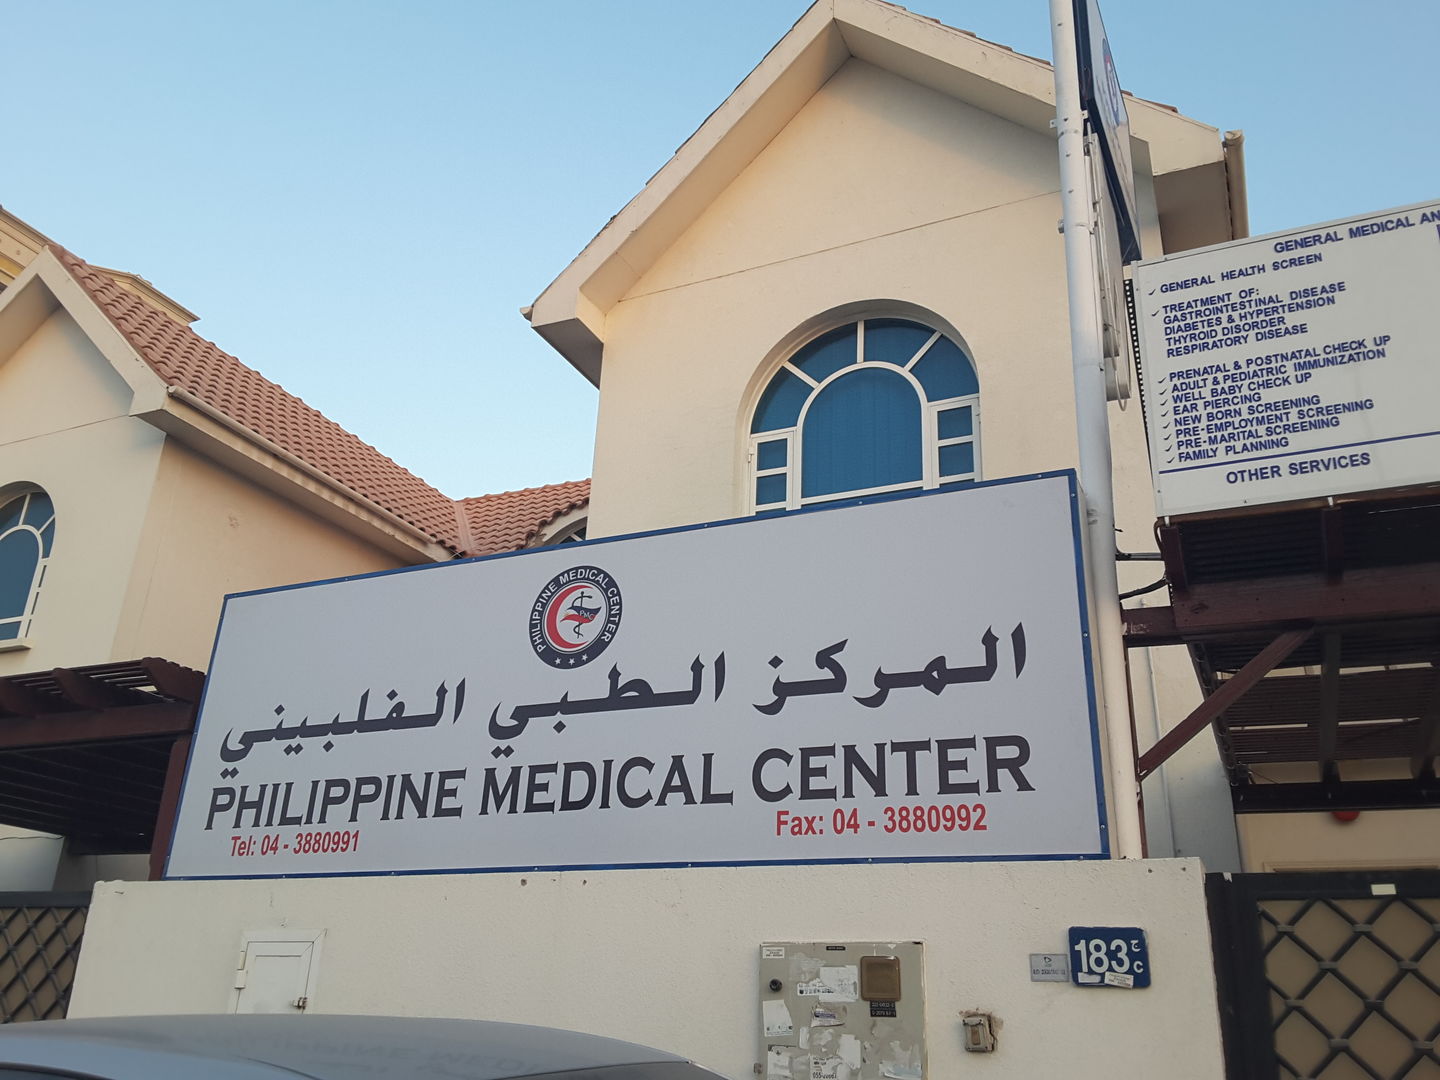 PHILIPPINE MEDICAL CENTER
PMC
المركز الطبي الفلبيني
PHILIPPINE MEDICAL CENTER
Tel: 04 - 3880991
Fax: 04 - 3880992
GENERAL MEDICAL AN
GENERAL HEALTH SCREEN
TREATMENT OF:
GASTROINTESTINAL DISEASE
DIABETES & HYPERTENSION
THYROID DISORDER
RESPIRATORY DISEASE
PRENATAL & POSTNATAL CHECK UP
ADULT & PEDIATRIC IMMUNIZATION
WELL BABY CHECK UP
EAR PIERCING
NEW BORN SCREENING
PRE-EMPLOYMENT SCREENING
PRE-MARITAL SCREENING
FAMILY PLANNING
OTHER SERVICES
183 ج
C